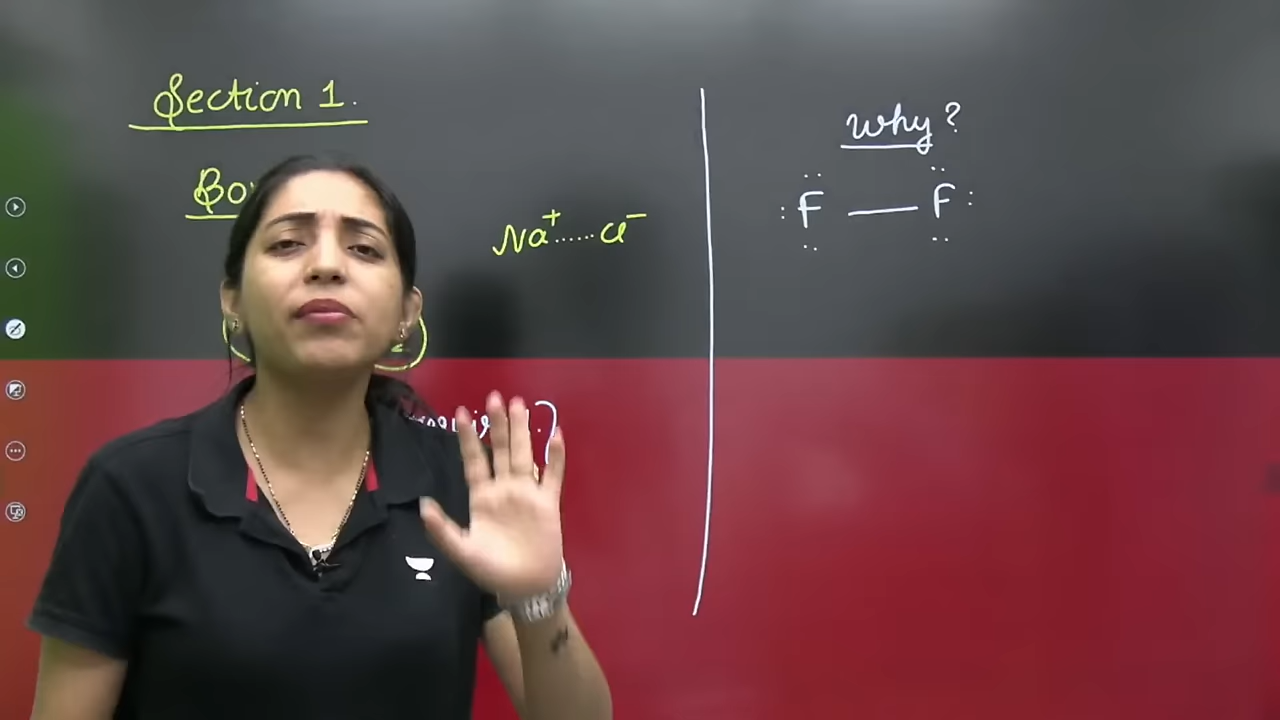 Section 1.
Na⁺......Cl⁻
Why?
:F̤̈ — F̤̈: